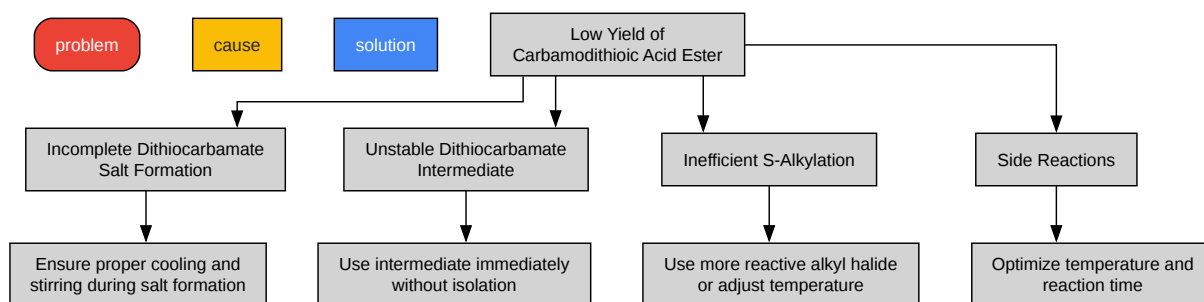 problem
cause
solution
Low Yield of
Carbamodithioic Acid Ester
Incomplete Dithiocarbamate
Salt Formation
Unstable Dithiocarbamate
Intermediate
Inefficient S-Alkylation
Side Reactions
Ensure proper cooling and
stirring during salt formation
Use intermediate immediately
without isolation
Use more reactive alkyl halide
or adjust temperature
Optimize temperature and
reaction time